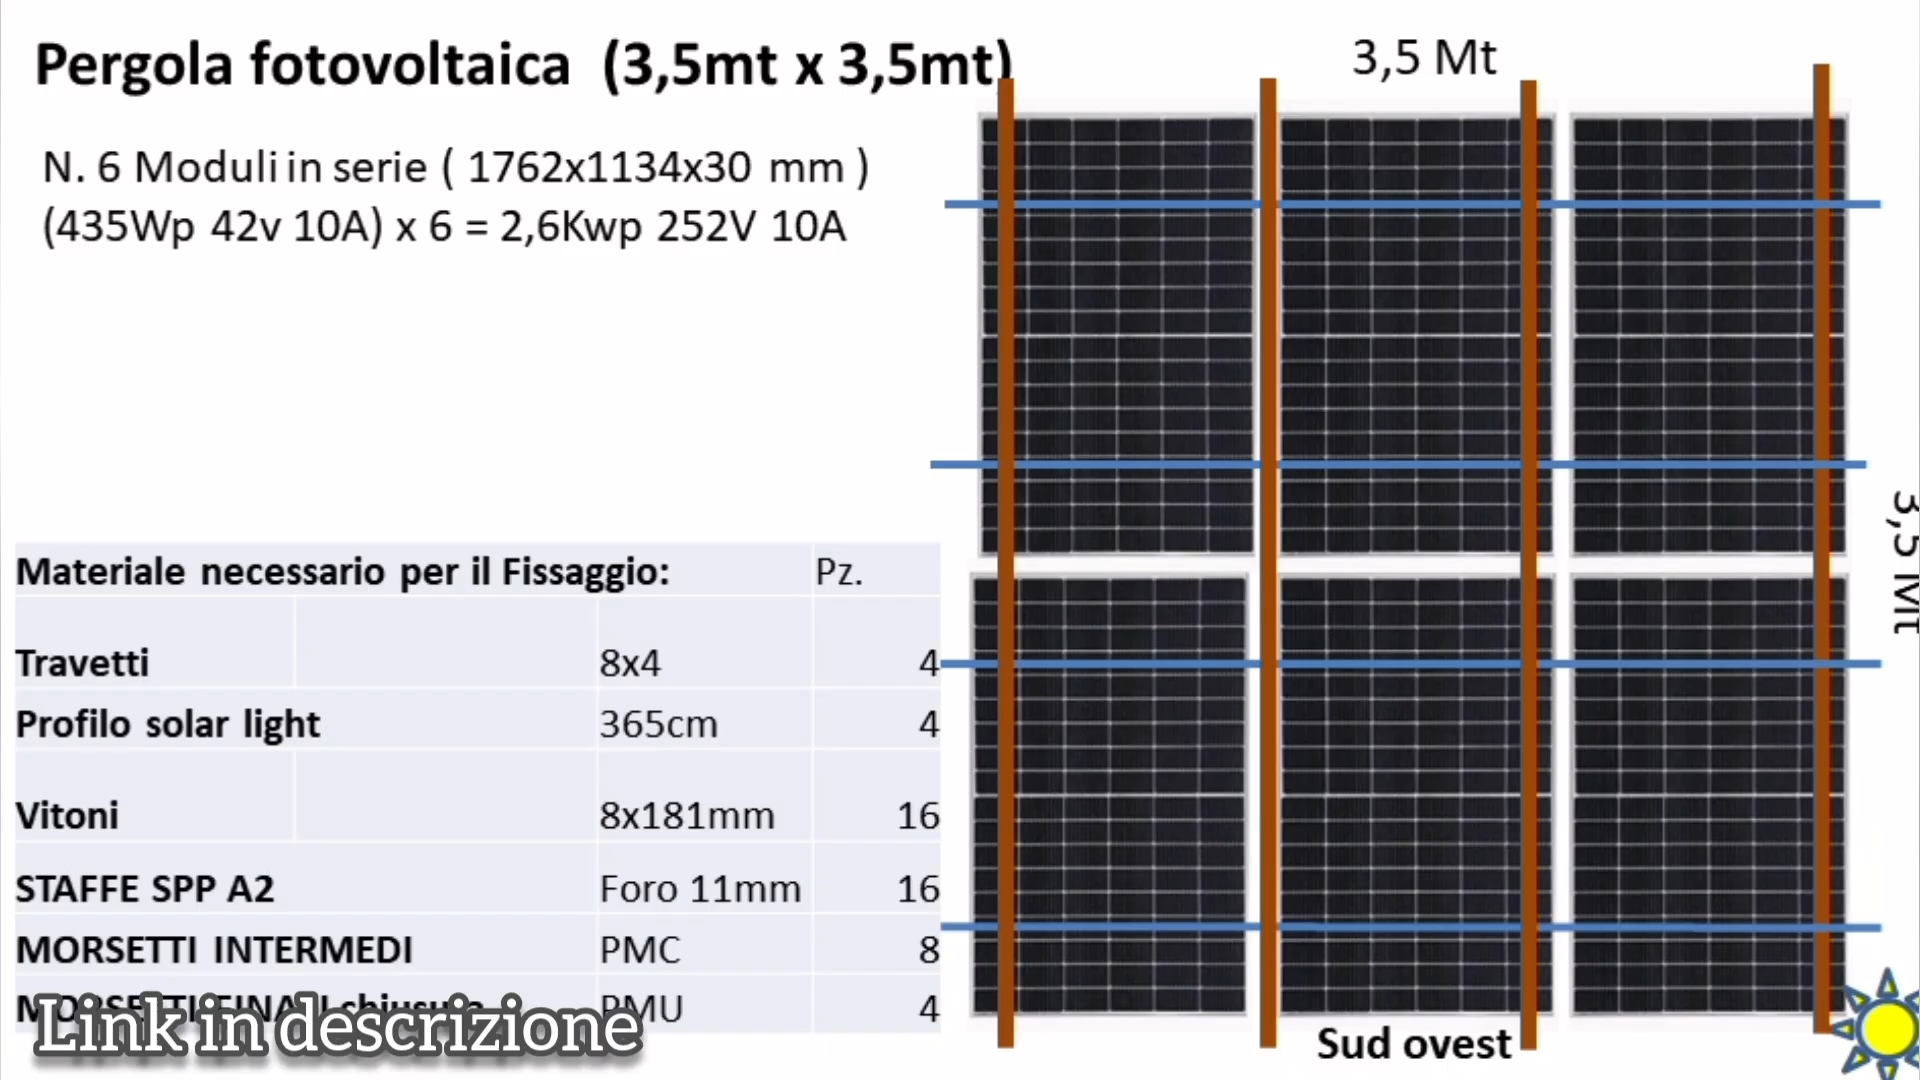 Pergola fotovoltaica (3,5mt x 3,5mt)
3,5 Mt
N. 6 Moduli in serie ( 1762x1134x30 mm )
(435Wp 42v 10A) x 6 = 2,6Kwp 252V 10A
3,5 Mt
Materiale necessario per il Fissaggio: Pz.
Travetti 8x4 4
Profilo solar light 365cm 4
Vitoni 8x181mm 16
STAFFE SPP A2 Foro 11mm 16
MORSETTI INTERMEDI PMC 8
MORSETTI FINALI chiusura PMU 4
Link in descrizione
Sud ovest